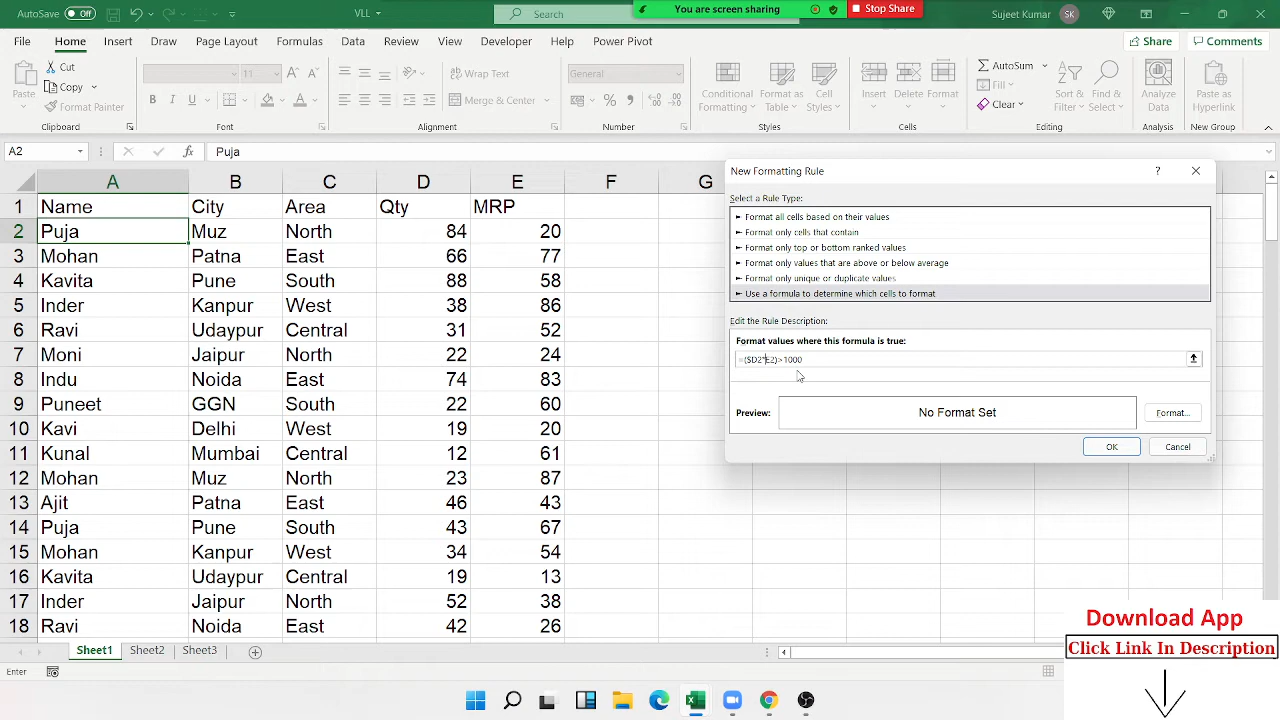 AutoSave Off VLL Search You are screen sharing Stop Share Sujeet Kumar SK
File Home Insert Draw Page Layout Formulas Data Review View Developer Help Power Pivot Share Comments
Paste Cut Copy Format Painter Clipboard
11 B I U A Font
Wrap Text Merge & Center Alignment
General % , Number
Conditional Formatting Format as Table Cell Styles Styles
Insert Delete Format Cells
AutoSum Fill Clear Sort & Filter Find & Select Editing
Analyze Data Analysis
Paste as Hyperlink New Group
A2 fx Puja
A B C D E F G
1 Name City Area Qty MRP
2 Puja Muz North 84 20
3 Mohan Patna East 66 77
4 Kavita Pune South 88 58
5 Inder Kanpur West 38 86
6 Ravi Udaypur Central 31 52
7 Moni Jaipur North 22 24
8 Indu Noida East 74 83
9 Puneet GGN South 22 60
10 Kavi Delhi West 19 20
11 Kunal Mumbai Central 12 61
12 Mohan Muz North 23 87
13 Ajit Patna East 46 43
14 Puja Pune South 43 67
15 Mohan Kanpur West 34 54
16 Kavita Udaypur Central 19 13
17 Inder Jaipur North 52 38
18 Ravi Noida East 42 26
New Formatting Rule ?
Select a Rule Type:
► Format all cells based on their values
► Format only cells that contain
► Format only top or bottom ranked values
► Format only values that are above or below average
► Format only unique or duplicate values
► Use a formula to determine which cells to format
Edit the Rule Description:
Format values where this formula is true:
=($D2*E2)>1000
Preview: No Format Set Format...
OK Cancel
Sheet1 Sheet2 Sheet3
Enter
Download App
Click Link In Description